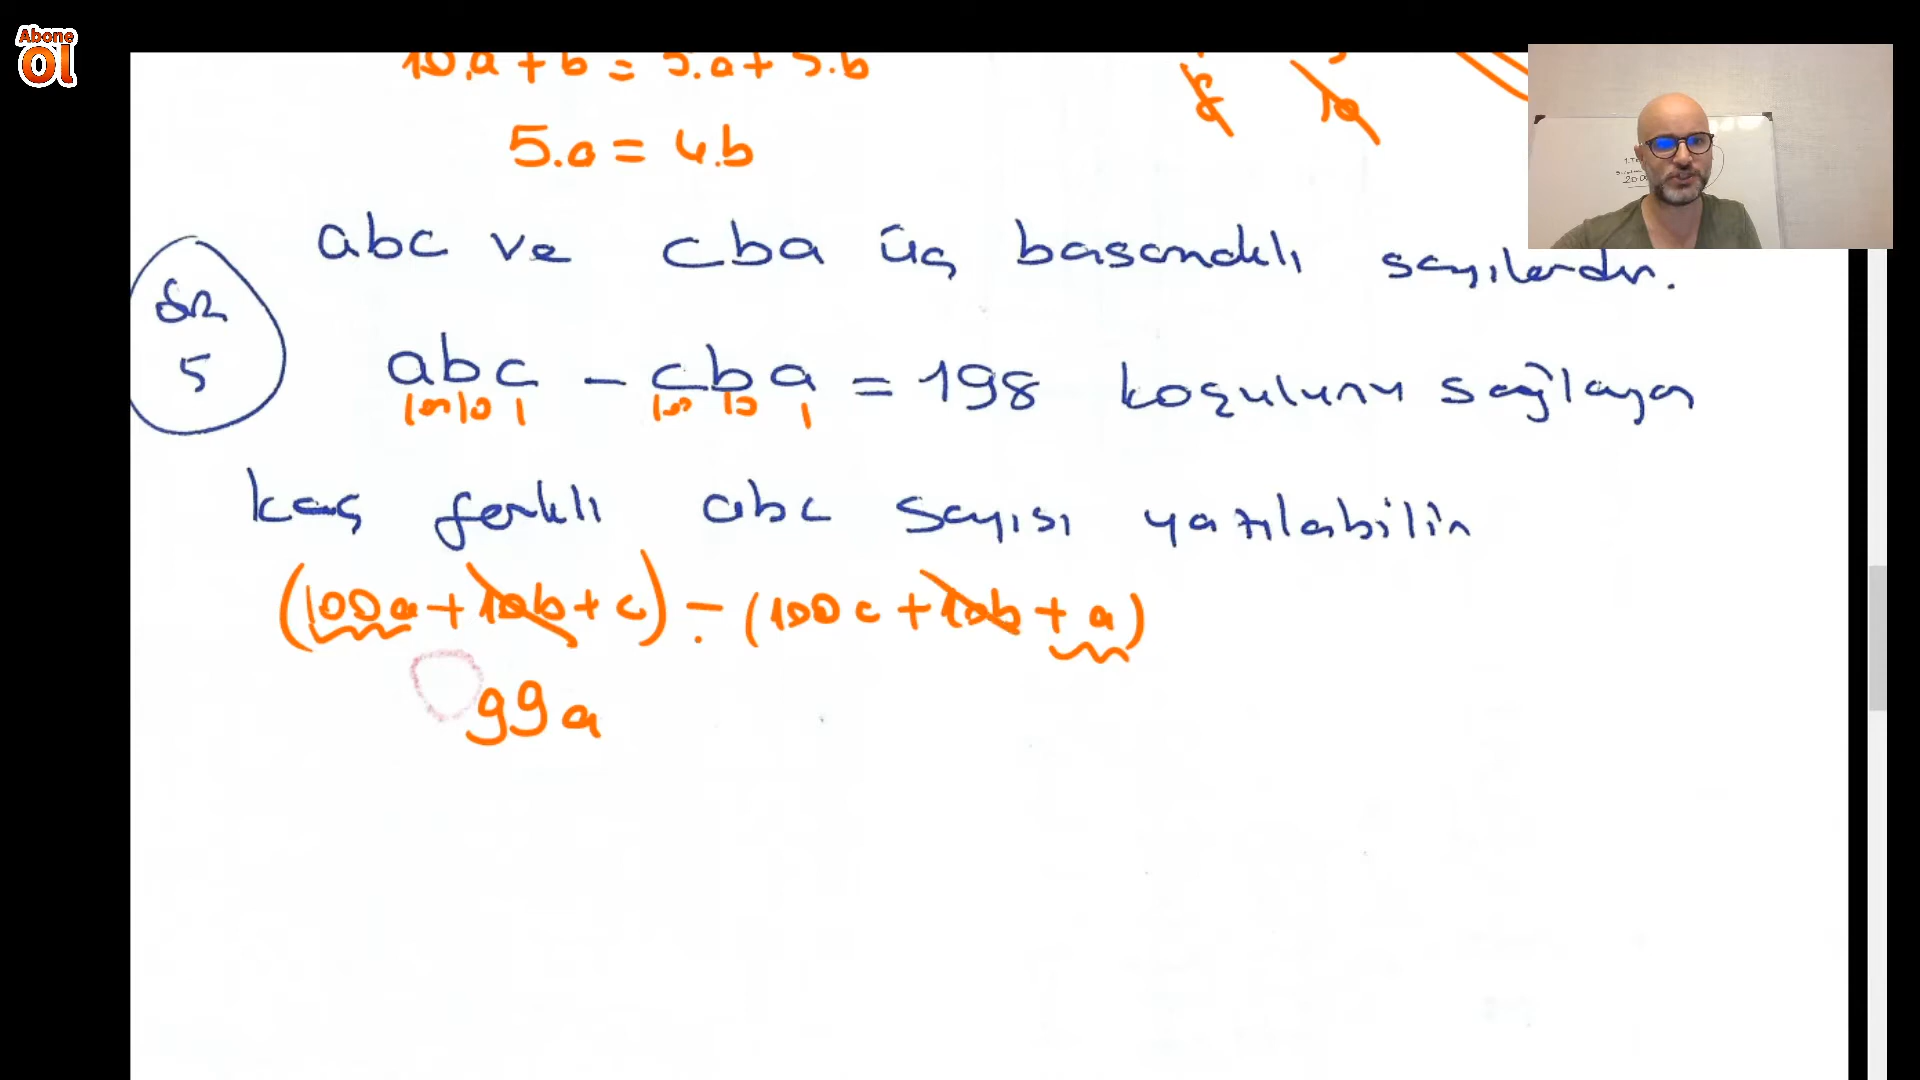 Abone
Ol
10.a + b = 5.a + 5.b
5.a = 4.b
ör 5
abc ve cba üç basamaklı sayılardır.
abc - cba = 198 koşulunu sağlayan
100 10 1 100 10 1
kaç farklı abc sayısı yazılabilir
(100a + 10b + c) - (100c + 10b + a)
99a